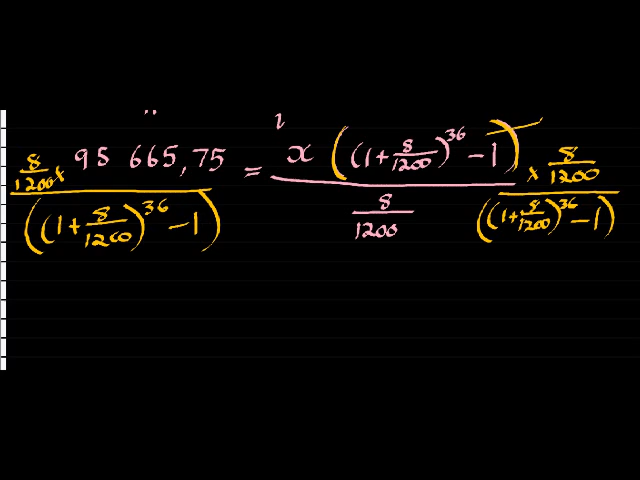 8/1200 × 98 665,75 / ((1+8/1200)^36 −1) = x ((1+8/1200)^36 −1) / 8/1200 × 8/1200 / ((1+8/1200)^36 −1)